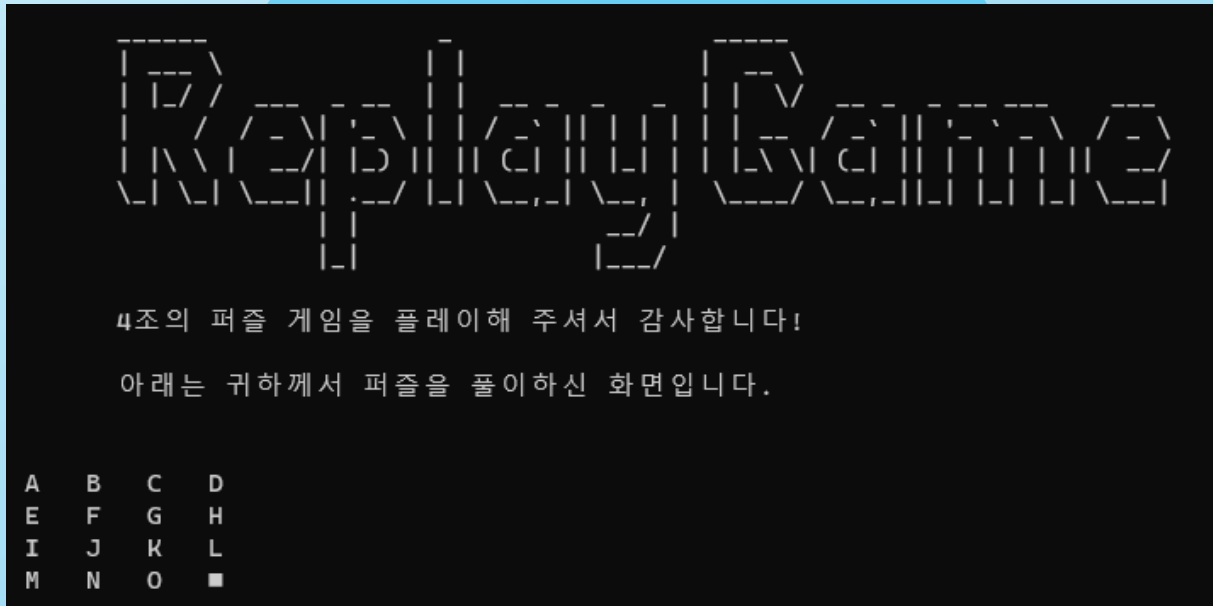 ReplayGame
4조의 퍼즐 게임을 플레이해 주셔서 감사합니다!
아래는 귀하께서 퍼즐을 풀이하신 화면입니다.
A B C D
E F G H
I J K L
M N O ■